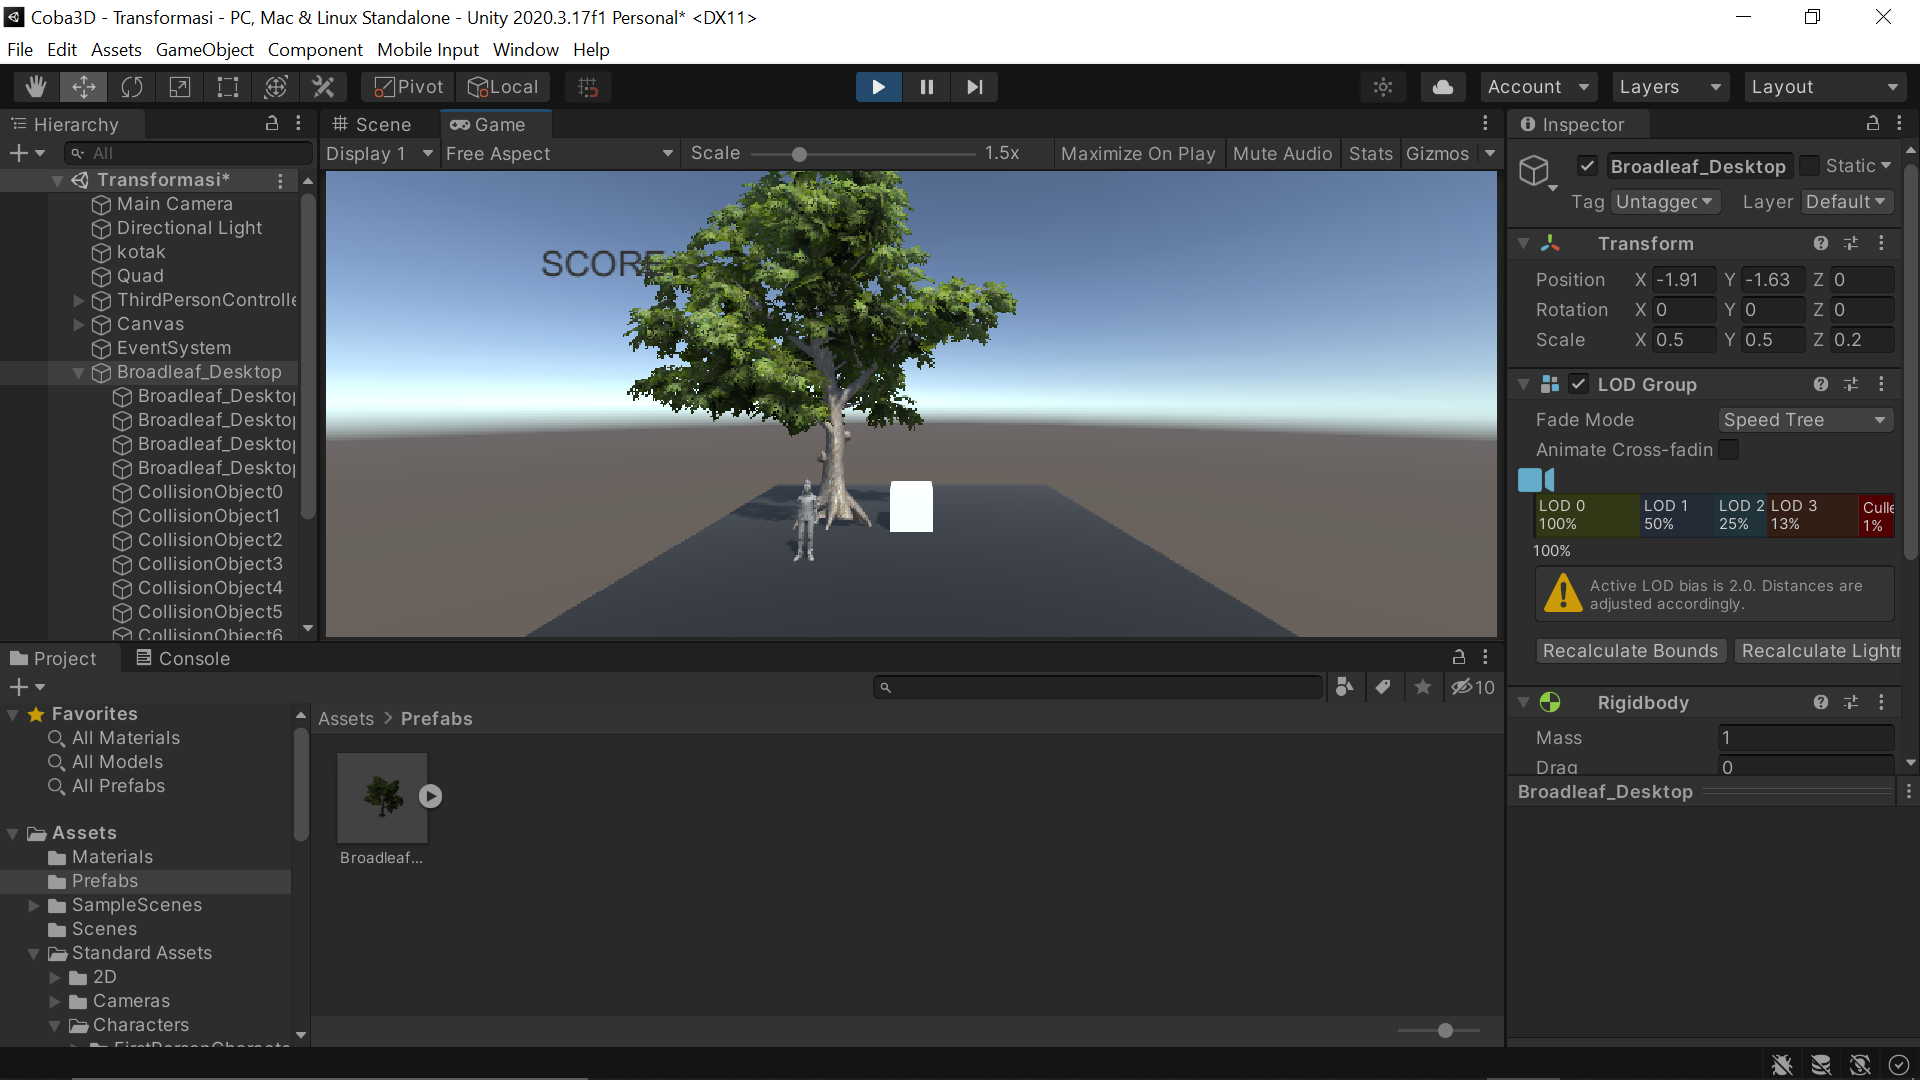 Coba3D - Transformasi - PC, Mac & Linux Standalone - Unity 2020.3.17f1 Personal* <DX11>
File Edit Assets GameObject Component Mobile Input Window Help
Pivot Local Account Layers Layout
Hierarchy
All
Transformasi*
Main Camera
Directional Light
kotak
Quad
ThirdPersonControlle
Canvas
EventSystem
Broadleaf_Desktop
Broadleaf_Desktop
Broadleaf_Desktop
Broadleaf_Desktop
Broadleaf_Desktop
CollisionObject0
CollisionObject1
CollisionObject2
CollisionObject3
CollisionObject4
CollisionObject5
CollisionObject6
Scene Game
Display 1 Free Aspect Scale 1.5x Maximize On Play Mute Audio Stats Gizmos
SCORE
Inspector
Broadleaf_Desktop Static
Tag Untagged Layer Default
Transform
Position X -1.91 Y -1.63 Z 0
Rotation X 0 Y 0 Z 0
Scale X 0.5 Y 0.5 Z 0.2
LOD Group
Fade Mode Speed Tree
Animate Cross-fadin
LOD 0 LOD 1 LOD 2 LOD 3 Culle
100% 50% 25% 13% 1%
100%
Active LOD bias is 2.0. Distances are
adjusted accordingly.
Recalculate Bounds Recalculate Lightr
Rigidbody
Mass 1
Drag 0
Broadleaf_Desktop
Project Console
10
Favorites
All Materials
All Models
All Prefabs
Assets
Materials
Prefabs
SampleScenes
Scenes
Standard Assets
2D
Cameras
Characters
Assets > Prefabs
Broadleaf...